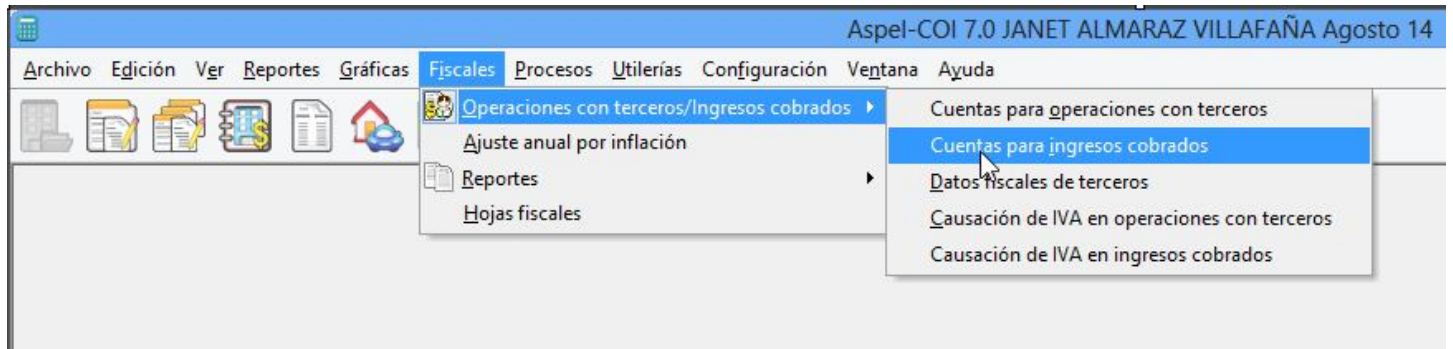 Aspel-COI 7.0 JANET ALMARAZ VILLAFAÑA Agosto 14
Archivo Edición Ver Reportes Gráficas Fiscales Procesos Utilerías Configuración Ventana Ayuda
Operaciones con terceros/Ingresos cobrados
Ajuste anual por inflación
Reportes
Hojas fiscales
Cuentas para operaciones con terceros
Cuentas para ingresos cobrados
Datos fiscales de terceros
Causación de IVA en operaciones con terceros
Causación de IVA en ingresos cobrados